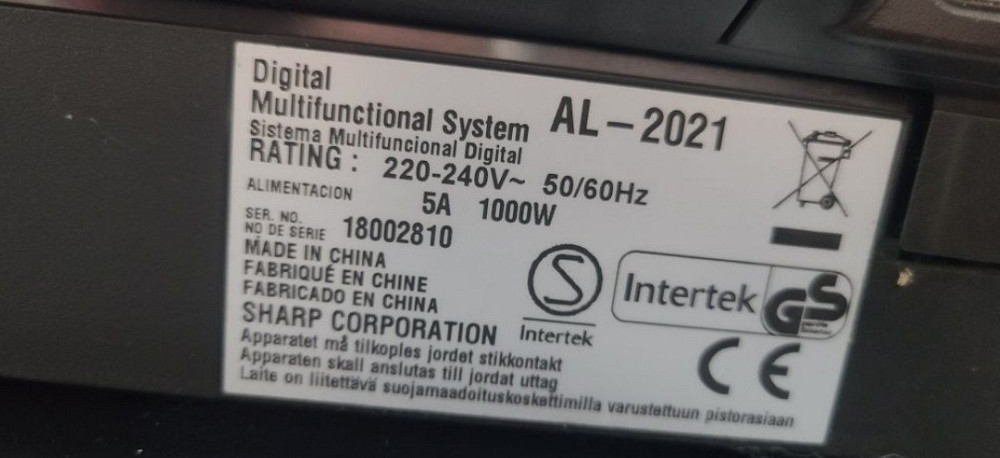 Digital
Multifunctional System AL-2021
Sistema Multifuncional Digital
RATING : 220-240V~ 50/60Hz
ALIMENTACION 5A 1000W
SER. NO.
NO DE SERIE 18002810
MADE IN CHINA
FABRIQUÉ EN CHINE
FABRICADO EN CHINA
SHARP CORPORATION
Intertek
Intertek GS
CE
Apparatet må tilkoples jordet stikkontakt
Apparaten skall anslutas till jordat uttag
Laite on liitettävä suojamaadoituskoskettimilla varustettuun pistorasiaan